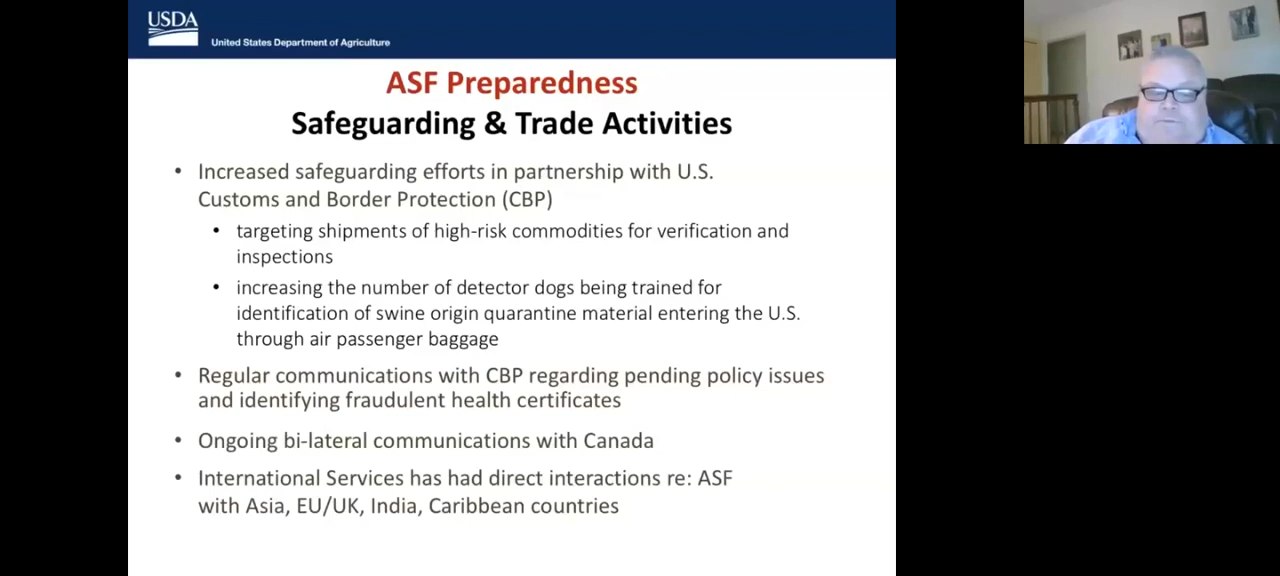 USDA
United States Department of Agriculture
ASF Preparedness
Safeguarding & Trade Activities
• Increased safeguarding efforts in partnership with U.S.
Customs and Border Protection (CBP)
• targeting shipments of high-risk commodities for verification and
inspections
• increasing the number of detector dogs being trained for
identification of swine origin quarantine material entering the U.S.
through air passenger baggage
• Regular communications with CBP regarding pending policy issues
and identifying fraudulent health certificates
• Ongoing bi-lateral communications with Canada
• International Services has had direct interactions re: ASF
with Asia, EU/UK, India, Caribbean countries